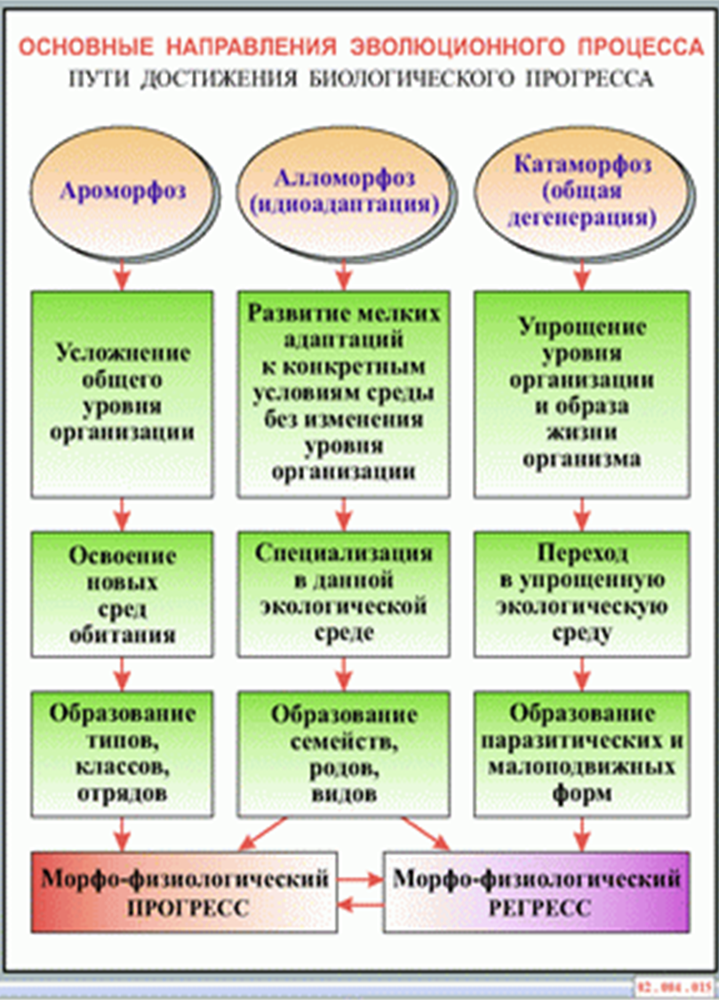 ОСНОВНЫЕ НАПРАВЛЕНИЯ ЭВОЛЮЦИОННОГО ПРОЦЕССА
ПУТИ ДОСТИЖЕНИЯ БИОЛОГИЧЕСКОГО ПРОГРЕССА
Ароморфоз
Алломорфоз
(идиоадаптация)
Катаморфоз
(общая
дегенерация)
Усложнение
общего
уровня
организации
Развитие мелких
адаптаций
к конкретным
условиям среды
без изменения
уровня
организации
Упрощение
уровня
организации
и образа
жизни
организма
Освоение
новых
сред
обитания
Специализация
в данной
экологической
среде
Переход
в упрощенную
экологическую
среду
Образование
типов,
классов,
отрядов
Образование
семейств,
родов,
видов
Образование
паразитических и
малоподвижных
форм
Морфо-физиологический
ПРОГРЕСС
Морфо-физиологический
РЕГРЕСС
02.004.015